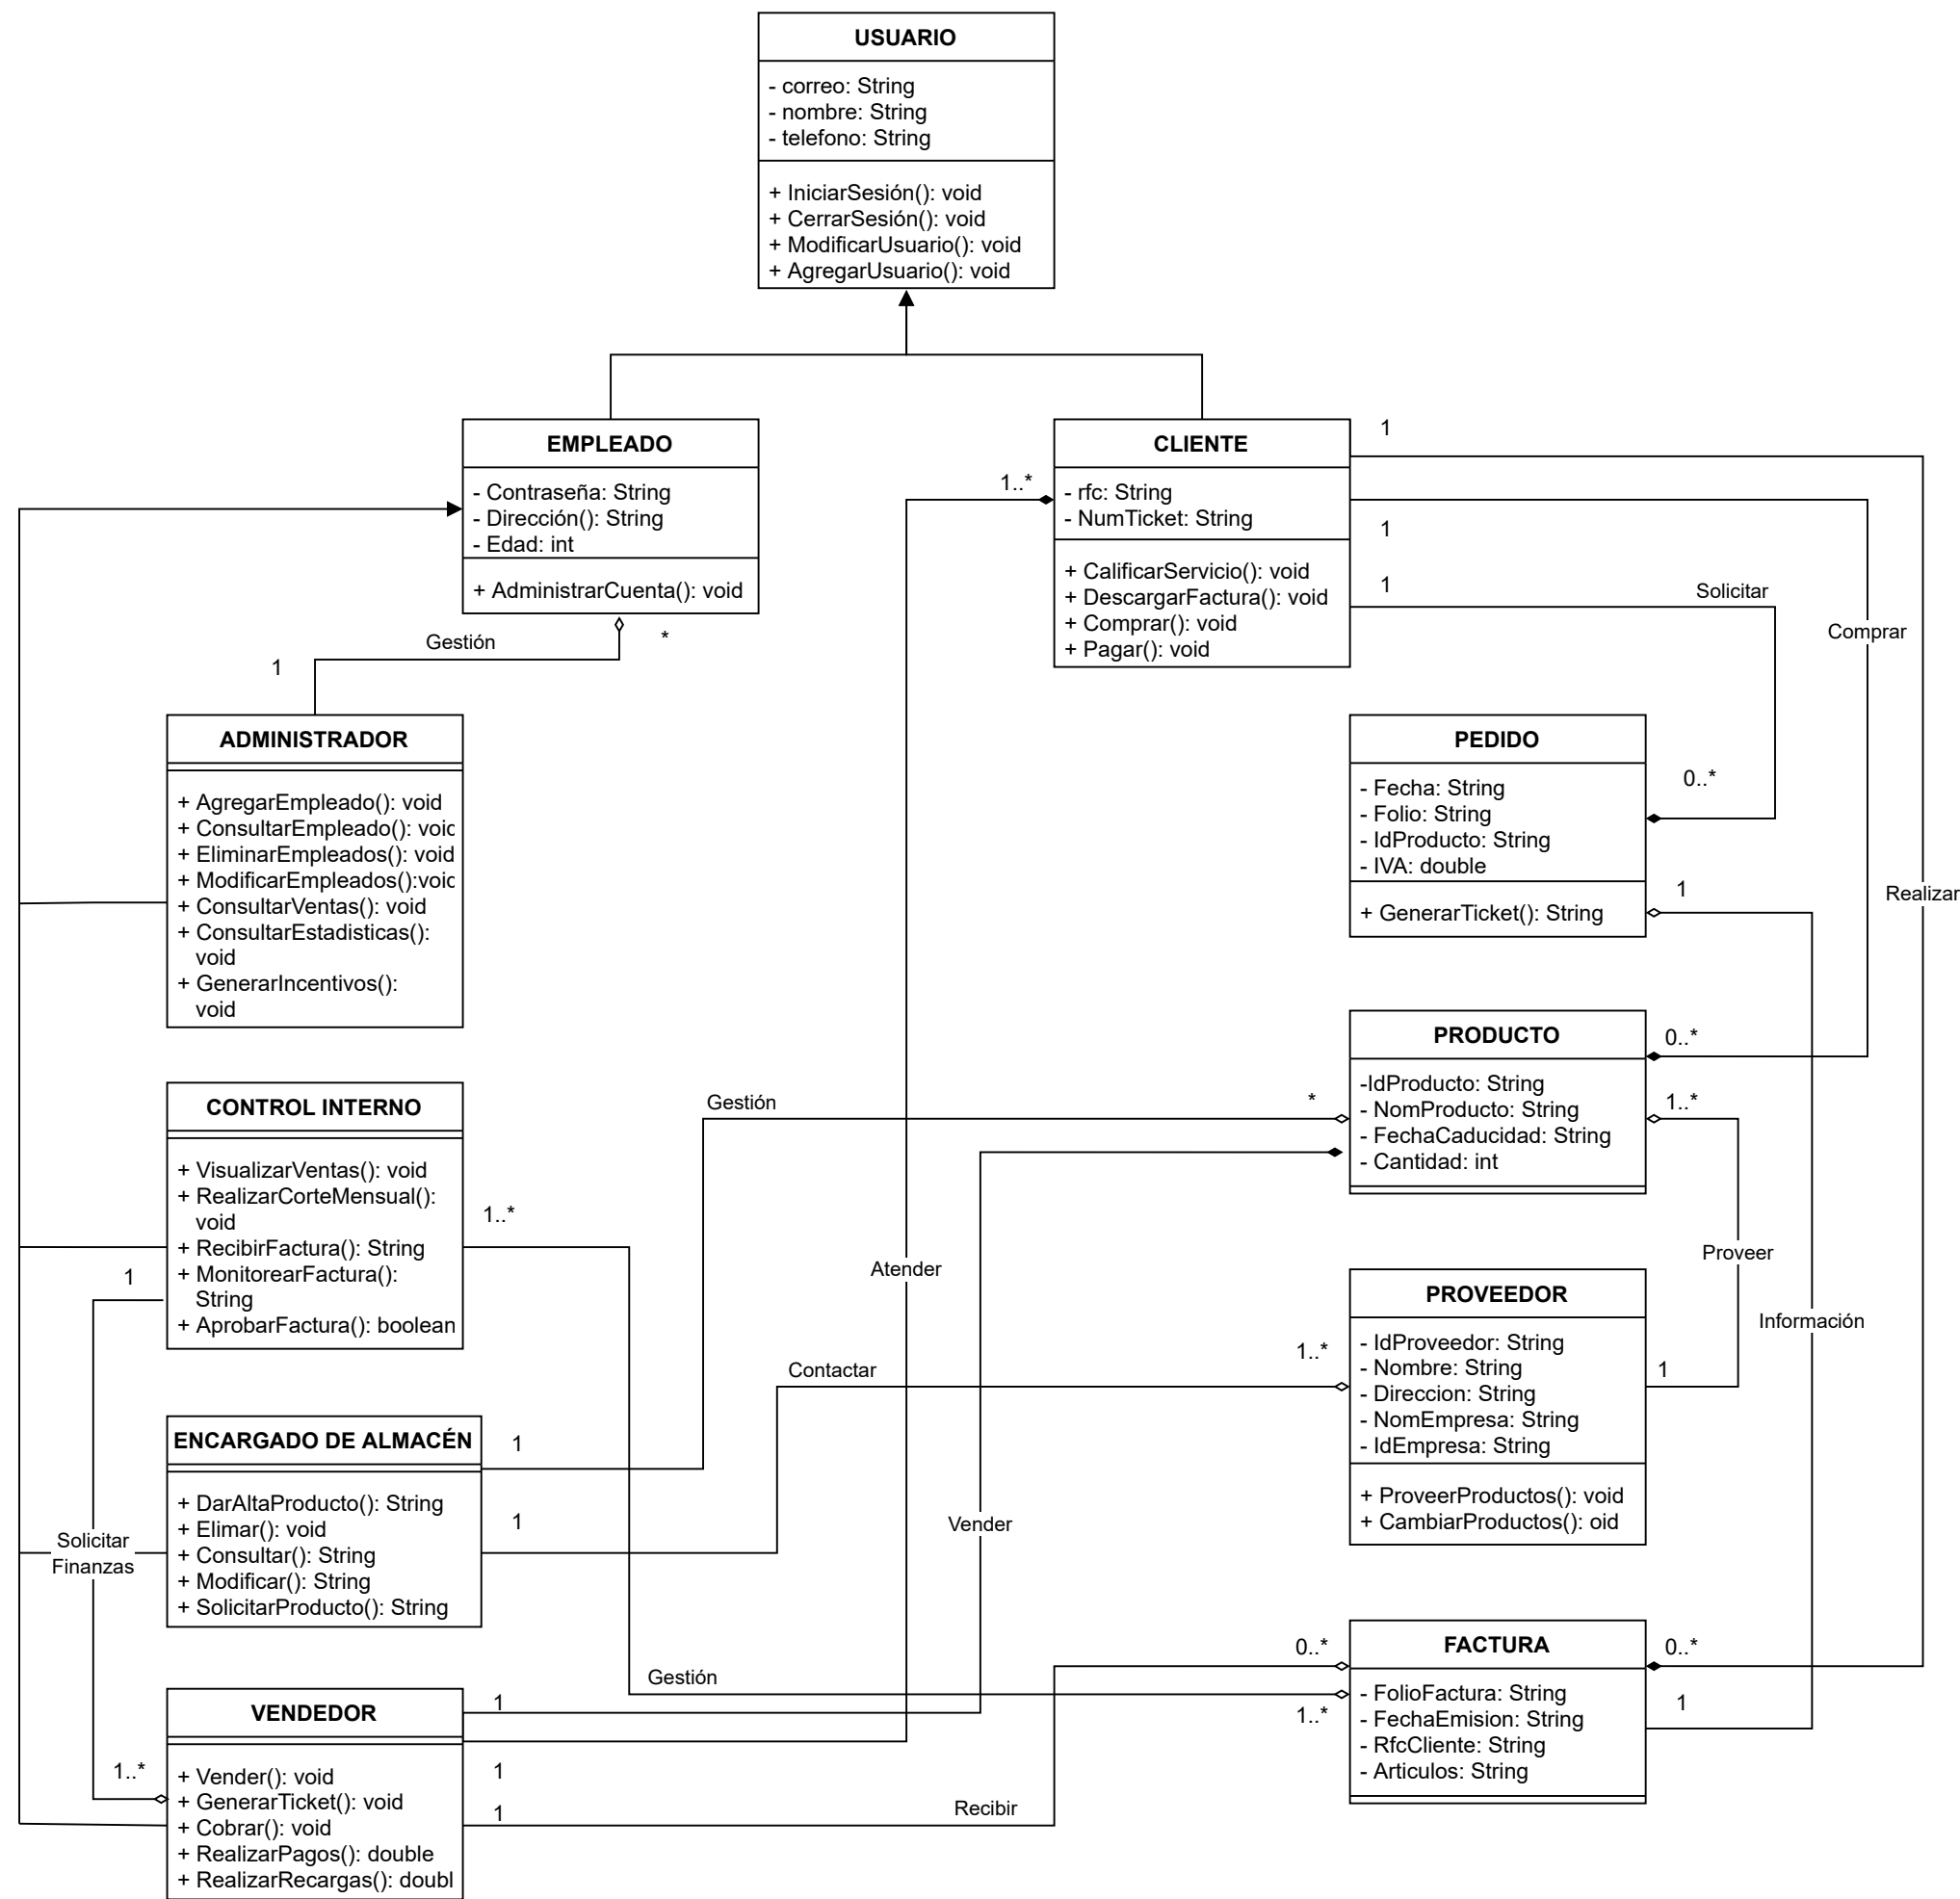 USUARIO
- correo: String
- nombre: String
- telefono: String
+ IniciarSesión(): void
+ CerrarSesión(): void
+ ModificarUsuario(): void
+ AgregarUsuario(): void
EMPLEADO
- Contraseña: String
- Dirección(): String
- Edad: int
+ AdministrarCuenta(): void
CLIENTE
- rfc: String
- NumTicket: String
+ CalificarServicio(): void
+ DescargarFactura(): void
+ Comprar(): void
+ Pagar(): void
1
1..*
1
1
Solicitar
Comprar
Gestión
*
1
ADMINISTRADOR
+ AgregarEmpleado(): void
+ ConsultarEmpleado(): voic
+ EliminarEmpleados(): void
+ ModificarEmpleados():voic
+ ConsultarVentas(): void
+ ConsultarEstadisticas():
void
+ GenerarIncentivos():
void
PEDIDO
- Fecha: String
- Folio: String
- IdProducto: String
- IVA: double
+ GenerarTicket(): String
0..*
1
Realizar
PRODUCTO
-IdProducto: String
- NomProducto: String
- FechaCaducidad: String
- Cantidad: int
0..*
1..*
Gestión
*
CONTROL INTERNO
+ VisualizarVentas(): void
+ RealizarCorteMensual():
void
+ RecibirFactura(): String
+ MonitorearFactura():
String
+ AprobarFactura(): boolean
1..*
1
Atender
Proveer
Información
PROVEEDOR
- IdProveedor: String
- Nombre: String
- Direccion: String
- NomEmpresa: String
- IdEmpresa: String
+ ProveerProductos(): void
+ CambiarProductos(): oid
1..*
1
Contactar
ENCARGADO DE ALMACÉN
+ DarAltaProducto(): String
+ Elimar(): void
+ Consultar(): String
+ Modificar(): String
+ SolicitarProducto(): String
1
1
Vender
Solicitar
Finanzas
FACTURA
- FolioFactura: String
- FechaEmision: String
- RfcCliente: String
- Articulos: String
0..*
0..*
1..*
1
Gestión
VENDEDOR
+ Vender(): void
+ GenerarTicket(): void
+ Cobrar(): void
+ RealizarPagos(): double
+ RealizarRecargas(): doubl
1
1..*
1
1
Recibir